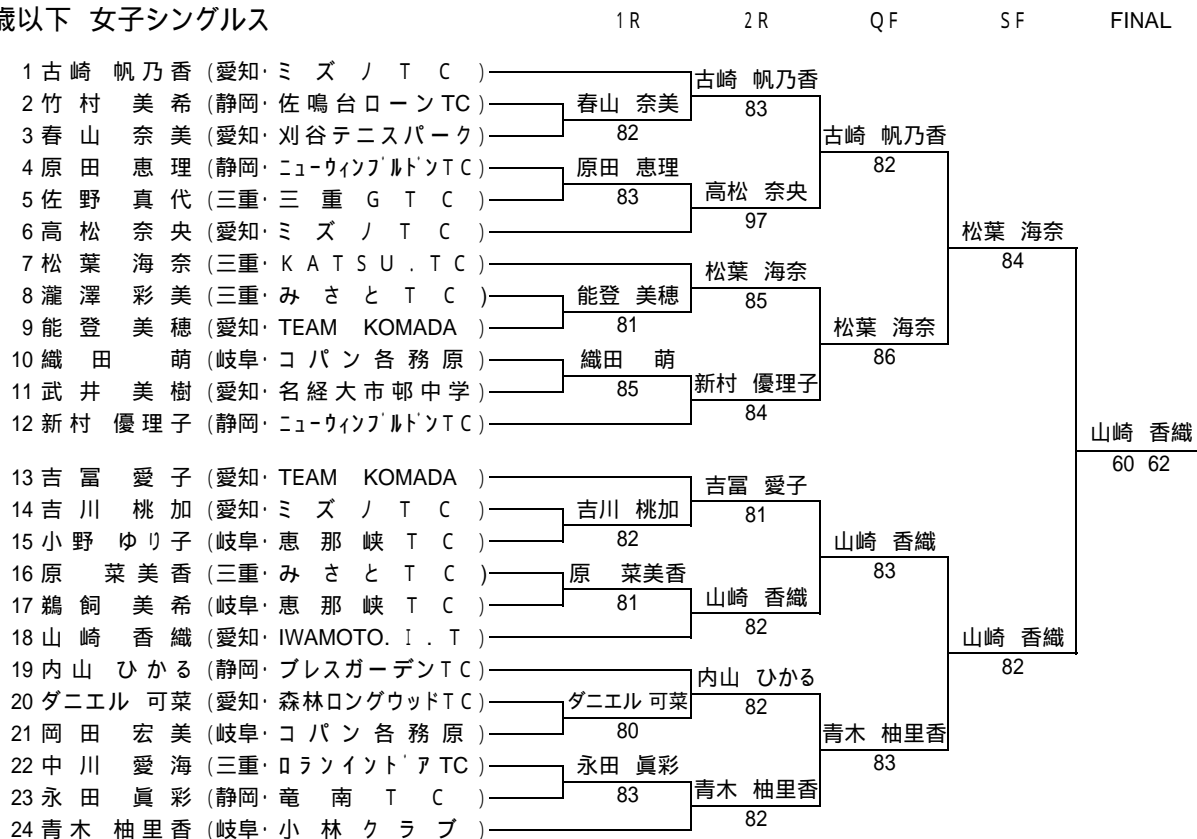 歳以下 女子シングルス 1R 2R QF SF FINAL
1 古崎 帆乃香 (愛知・ミズノTC)
2 竹村 美希 (静岡・佐鳴台ローンTC)
3 春山 奈美 (愛知・刈谷テニスパーク)
4 原田 恵理 (静岡・ニューウィンブルドンTC)
5 佐野 真代 (三重・三重GTC)
6 高松 奈央 (愛知・ミズノTC)
7 松葉 海奈 (三重・KATSU.TC)
8 瀧澤 彩美 (三重・みさとTC)
9 能登 美穂 (愛知・TEAM KOMADA)
10 織田 萌 (岐阜・コパン各務原)
11 武井 美樹 (愛知・名経大市邨中学)
12 新村 優理子 (静岡・ニューウィンブルドンTC)
13 吉冨 愛子 (愛知・TEAM KOMADA)
14 吉川 桃加 (愛知・ミズノTC)
15 小野 ゆり子 (岐阜・恵那峡TC)
16 原 菜美香 (三重・みさとTC)
17 鵜飼 美希 (岐阜・恵那峡TC)
18 山崎 香織 (愛知・IWAMOTO.I.T)
19 内山 ひかる (静岡・ブレスガーデンTC)
20 ダニエル 可菜 (愛知・森林ロングウッドTC)
21 岡田 宏美 (岐阜・コパン各務原)
22 中川 愛海 (三重・ロランイントﾞアTC)
23 永田 眞彩 (静岡・竜南TC)
24 青木 柚里香 (岐阜・小林クラブ)
春山 奈美
82
原田 恵理
83
能登 美穂
81
織田 萌
85
吉川 桃加
82
原 菜美香
81
ダニエル 可菜
80
永田 眞彩
83
古崎 帆乃香
83
高松 奈央
97
松葉 海奈
85
新村 優理子
84
吉冨 愛子
81
山崎 香織
82
内山 ひかる
82
青木 柚里香
82
古崎 帆乃香
82
松葉 海奈
86
山崎 香織
83
青木 柚里香
83
松葉 海奈
84
山崎 香織
82
山崎 香織
60 62